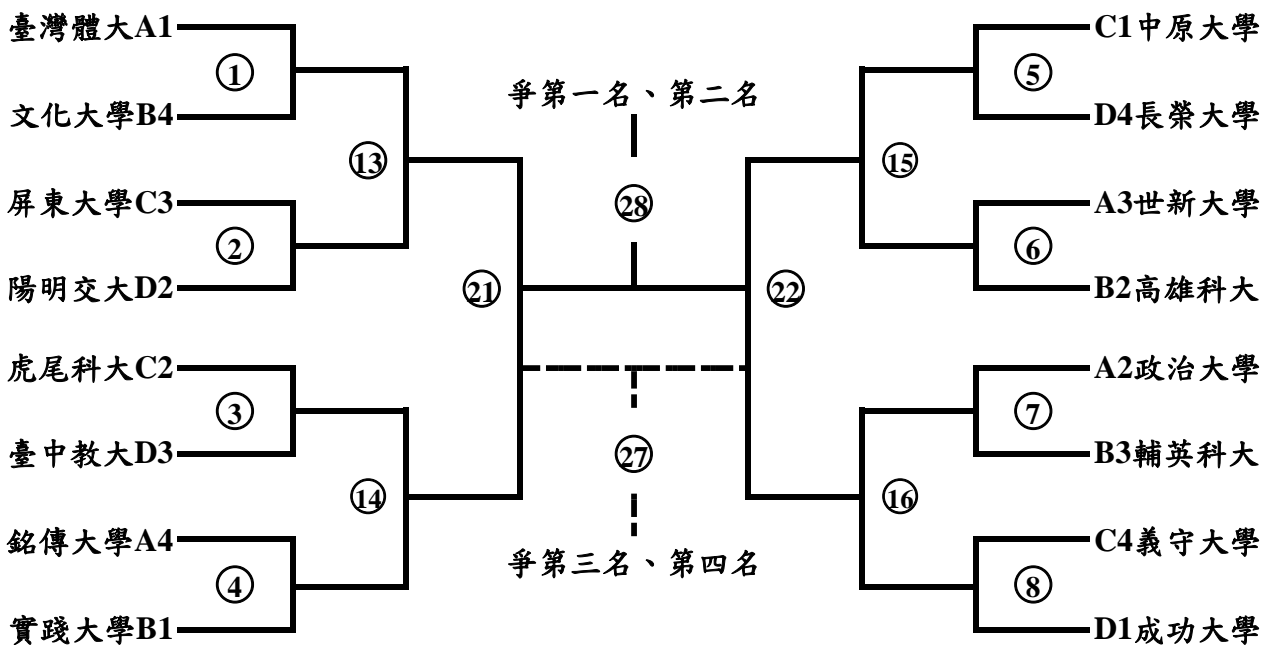 臺灣體大A1
①
文化大學B4
⑬
屏東大學C3
②
陽明交大D2
㉑
虎尾科大C2
③
臺中教大D3
⑭
銘傳大學A4
④
實踐大學B1
爭第一名、第二名
㉘
㉗
爭第三名、第四名
C1中原大學
⑤
D4長榮大學
⑮
A3世新大學
⑥
B2高雄科大
㉒
A2政治大學
⑦
B3輔英科大
⑯
C4義守大學
⑧
D1成功大學